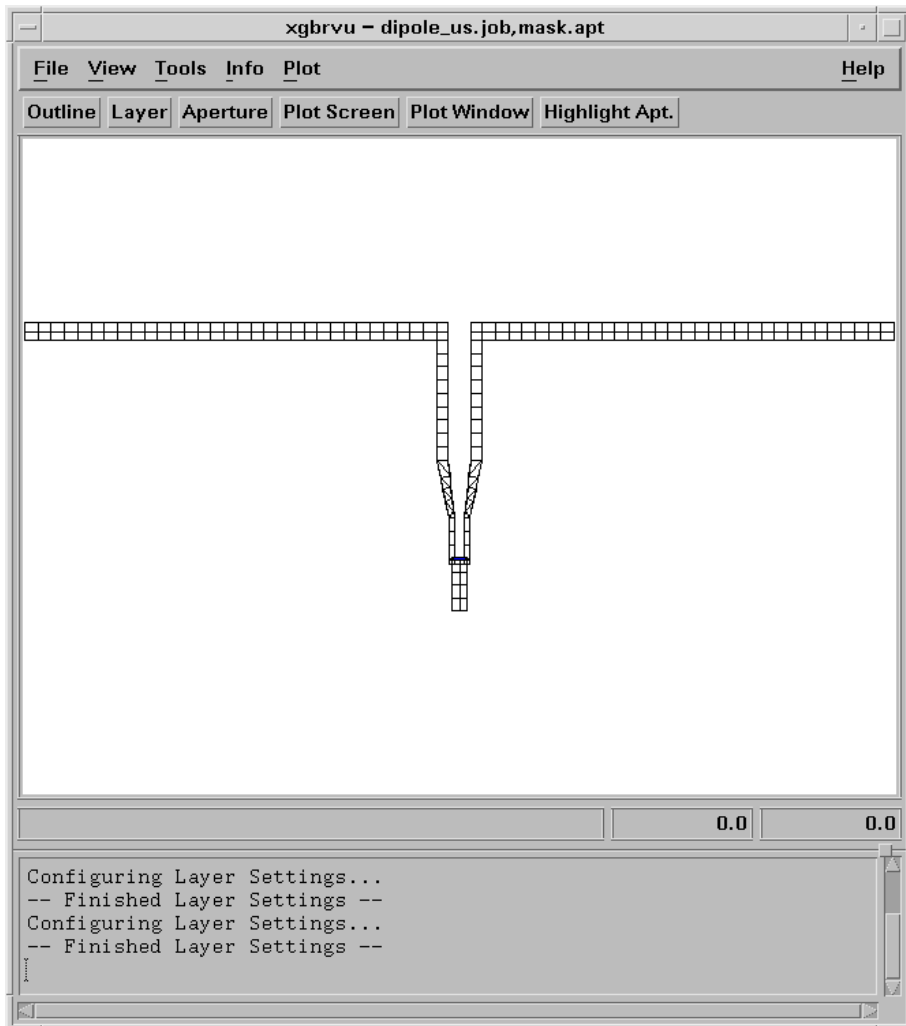 xgbrvu – dipole_us.job,mask.apt
File View Tools Info Plot Help
Outline Layer Aperture Plot Screen Plot Window Highlight Apt.
0.0 0.0
Configuring Layer Settings...
-- Finished Layer Settings --
Configuring Layer Settings...
-- Finished Layer Settings --